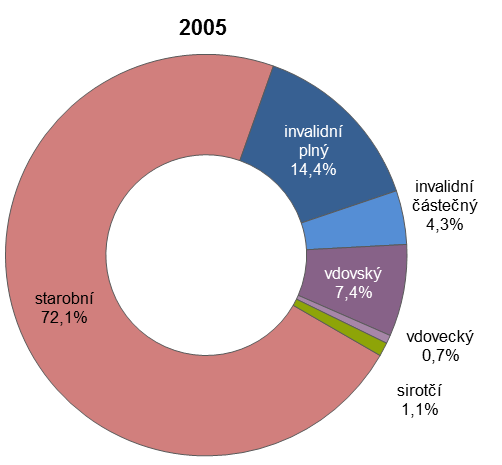 2005
invalidní
plný
14,4%
invalidní
částečný
4,3%
vdovský
7,4%
vdovecký
0,7%
sirotčí
1,1%
starobní
72,1%